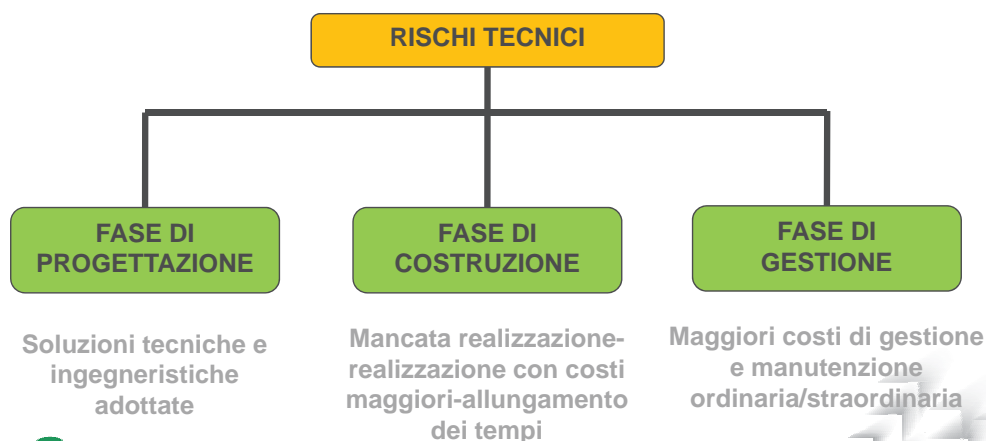 RISCHI TECNICI
FASE DI
PROGETTAZIONE
FASE DI
COSTRUZIONE
FASE DI
GESTIONE
Soluzioni tecniche e
ingegneristiche
adottate
Mancata realizzazione-
realizzazione con costi
maggiori-allungamento
dei tempi
Maggiori costi di gestione
e manutenzione
ordinaria/straordinaria